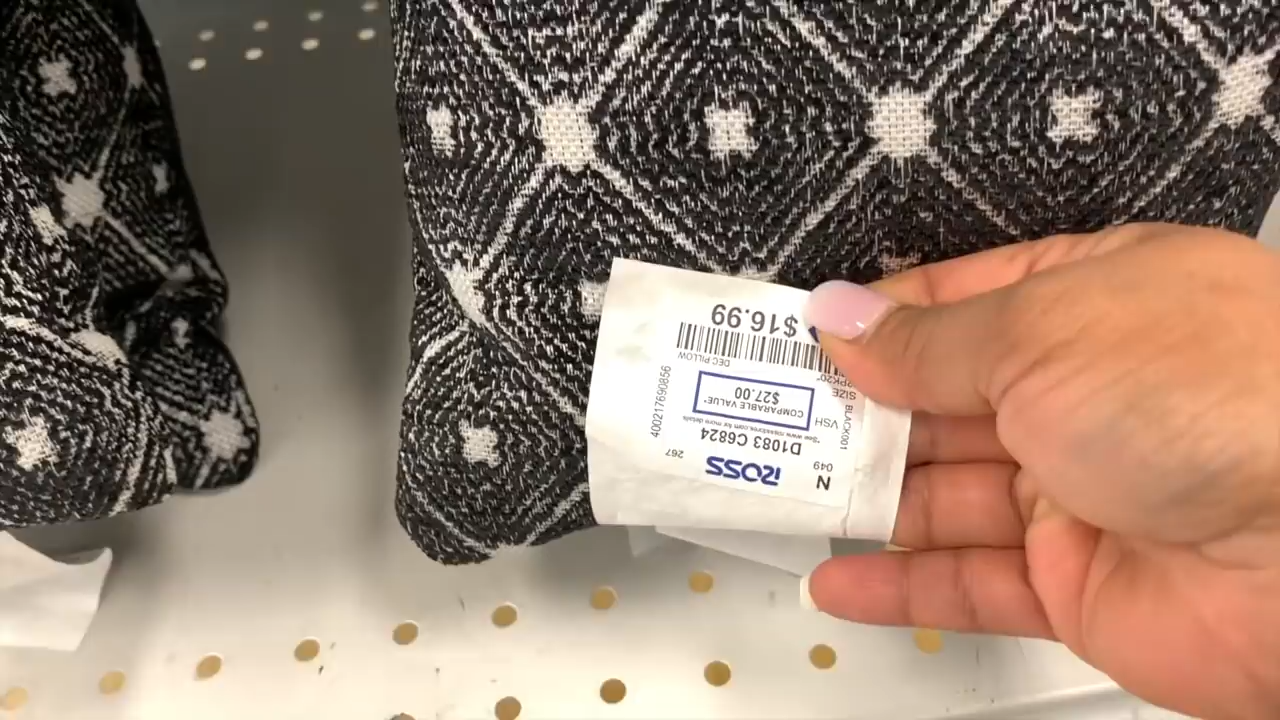 N
ROSS
049
267
D1083 C6824
*See www.rossstores.com for more details
BLACK001
VSH
COMPARABLE VALUE*
$27.00
400217690856
SIZE
DEC PILLOW
$16.99